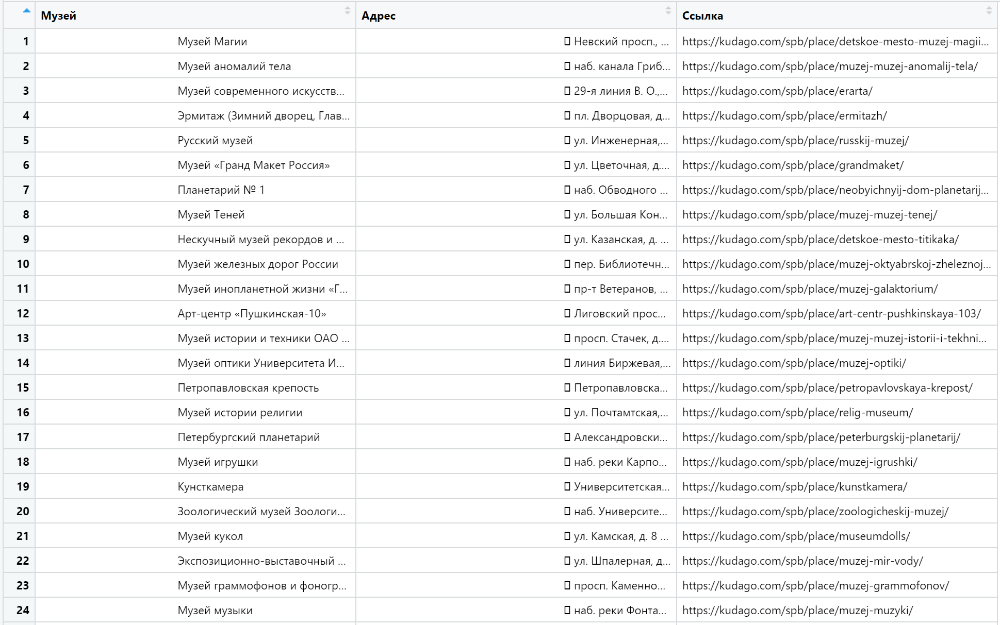 Музей Адрес Ссылка
1 Музей Магии Невский просп., ... https://kudago.com/spb/place/detskoe-mesto-muzej-magii...
2 Музей аномалий тела наб. канала Гриб... https://kudago.com/spb/place/muzej-muzej-anomalij-tela/
3 Музей современного искусств... 29-я линия В. О.,... https://kudago.com/spb/place/erarta/
4 Эрмитаж (Зимний дворец, Глав... пл. Дворцовая, д... https://kudago.com/spb/place/ermitazh/
5 Русский музей ул. Инженерная,... https://kudago.com/spb/place/russkij-muzej/
6 Музей «Гранд Макет Россия» ул. Цветочная, д.... https://kudago.com/spb/place/grandmaket/
7 Планетарий № 1 наб. Обводного ... https://kudago.com/spb/place/neobyichnyij-dom-planetarij...
8 Музей Теней ул. Большая Кон... https://kudago.com/spb/place/muzej-muzej-tenej/
9 Нескучный музей рекордов и ... ул. Казанская, д. ... https://kudago.com/spb/place/detskoe-mesto-titikaka/
10 Музей железных дорог России пер. Библиотечн... https://kudago.com/spb/place/muzej-oktyabrskoj-zheleznoj...
11 Музей инопланетной жизни «Г... пр-т Ветеранов, ... https://kudago.com/spb/place/muzej-galaktorium/
12 Арт-центр «Пушкинская-10» Лиговский прос... https://kudago.com/spb/place/art-centr-pushkinskaya-103/
13 Музей истории и техники ОАО ... просп. Стачек, д.... https://kudago.com/spb/place/muzej-muzej-istorii-i-tekhni...
14 Музей оптики Университета И... линия Биржевая,... https://kudago.com/spb/place/muzej-optiki/
15 Петропавловская крепость Петропавловска... https://kudago.com/spb/place/petropavlovskaya-krepost/
16 Музей истории религии ул. Почтамтская,... https://kudago.com/spb/place/relig-museum/
17 Петербургский планетарий Александровски... https://kudago.com/spb/place/peterburgskij-planetarij/
18 Музей игрушки наб. реки Карпо... https://kudago.com/spb/place/muzej-igrushki/
19 Кунсткамера Университетская... https://kudago.com/spb/place/kunstkamera/
20 Зоологический музей Зоологи... наб. Университе... https://kudago.com/spb/place/zoologicheskij-muzej/
21 Музей кукол ул. Камская, д. 8 ... https://kudago.com/spb/place/museumdolls/
22 Экспозиционно-выставочный ... ул. Шпалерная, д... https://kudago.com/spb/place/muzej-mir-vody/
23 Музей граммофонов и фоногр... просп. Каменно... https://kudago.com/spb/place/muzej-grammofonov/
24 Музей музыки наб. реки Фонта... https://kudago.com/spb/place/muzej-muzyki/